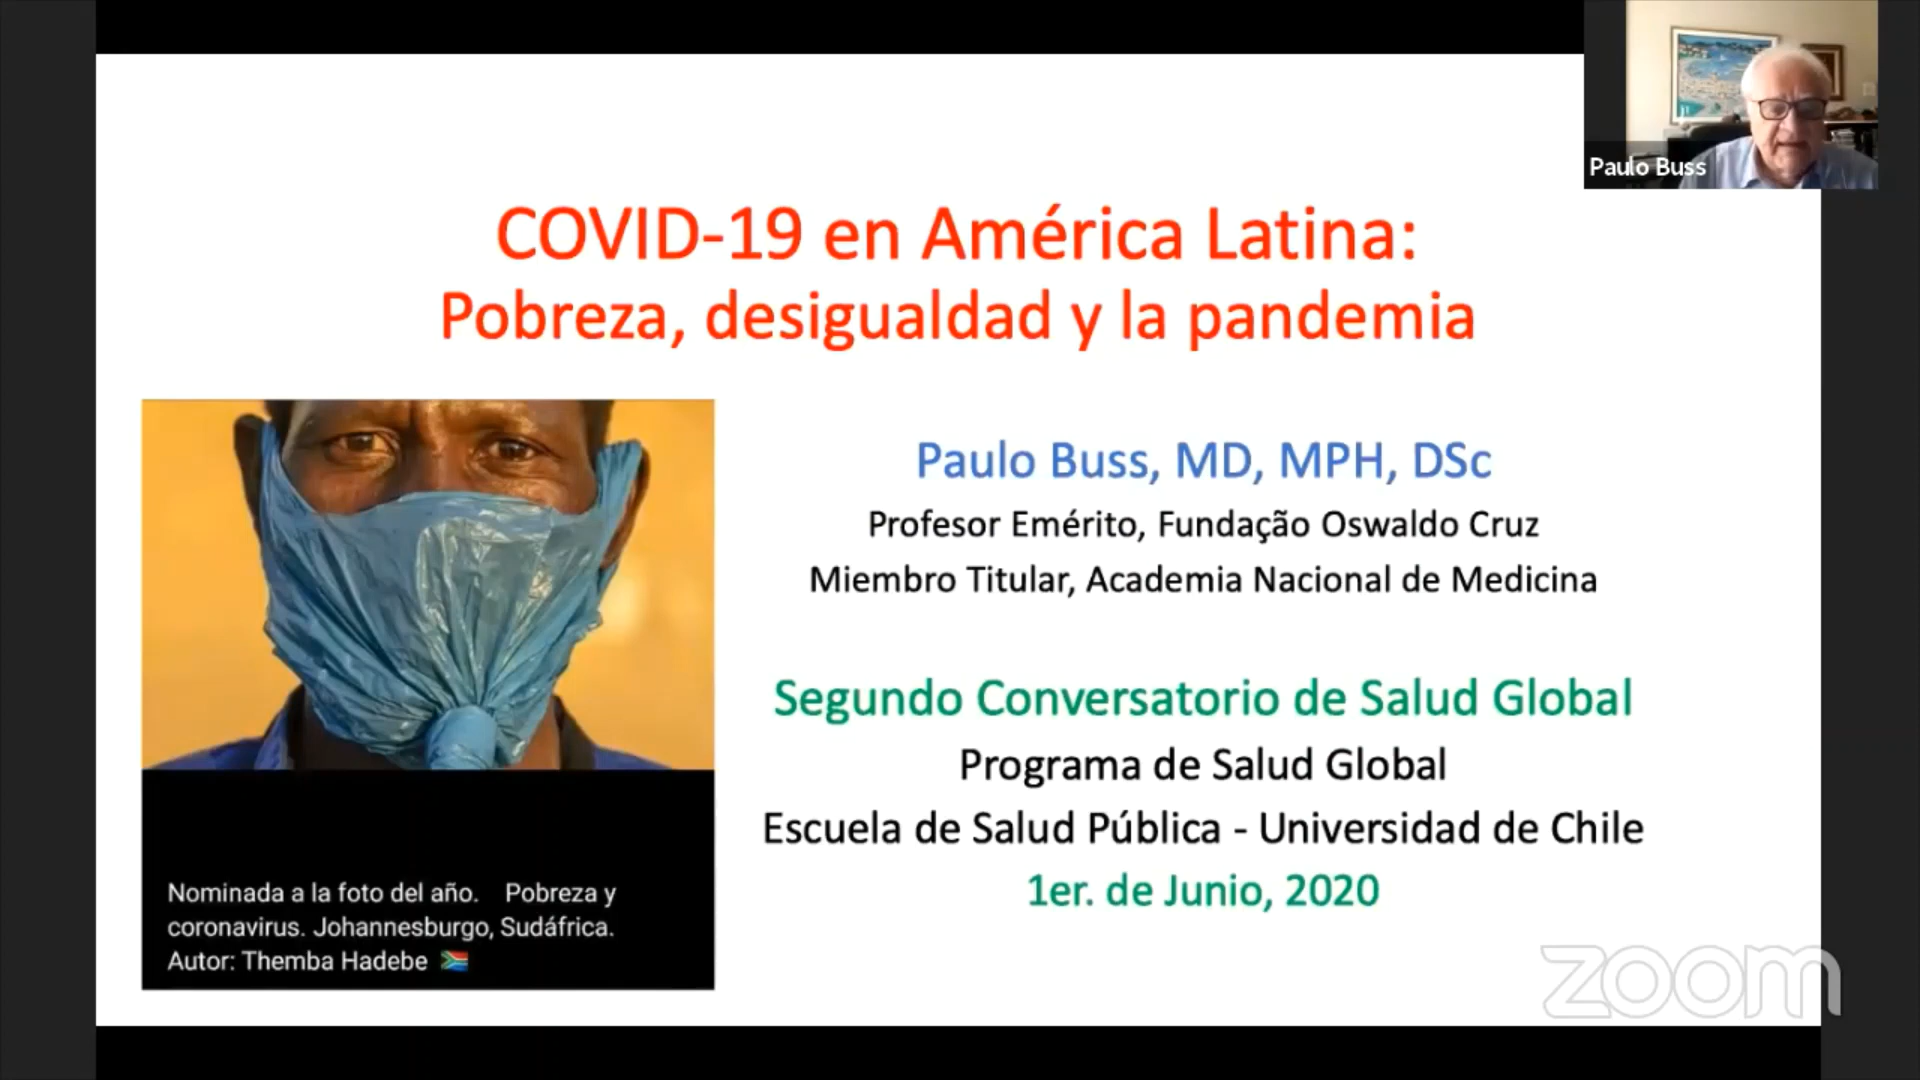 Paulo Buss
COVID-19 en América Latina:
Pobreza, desigualdad y la pandemia
Paulo Buss, MD, MPH, DSc
Profesor Emérito, Fundação Oswaldo Cruz
Miembro Titular, Academia Nacional de Medicina
Segundo Conversatorio de Salud Global
Programa de Salud Global
Escuela de Salud Pública - Universidad de Chile
1er. de Junio, 2020
Nominada a la foto del año. Pobreza y
coronavirus. Johannesburgo, Sudáfrica.
Autor: Themba Hadebe
zoom